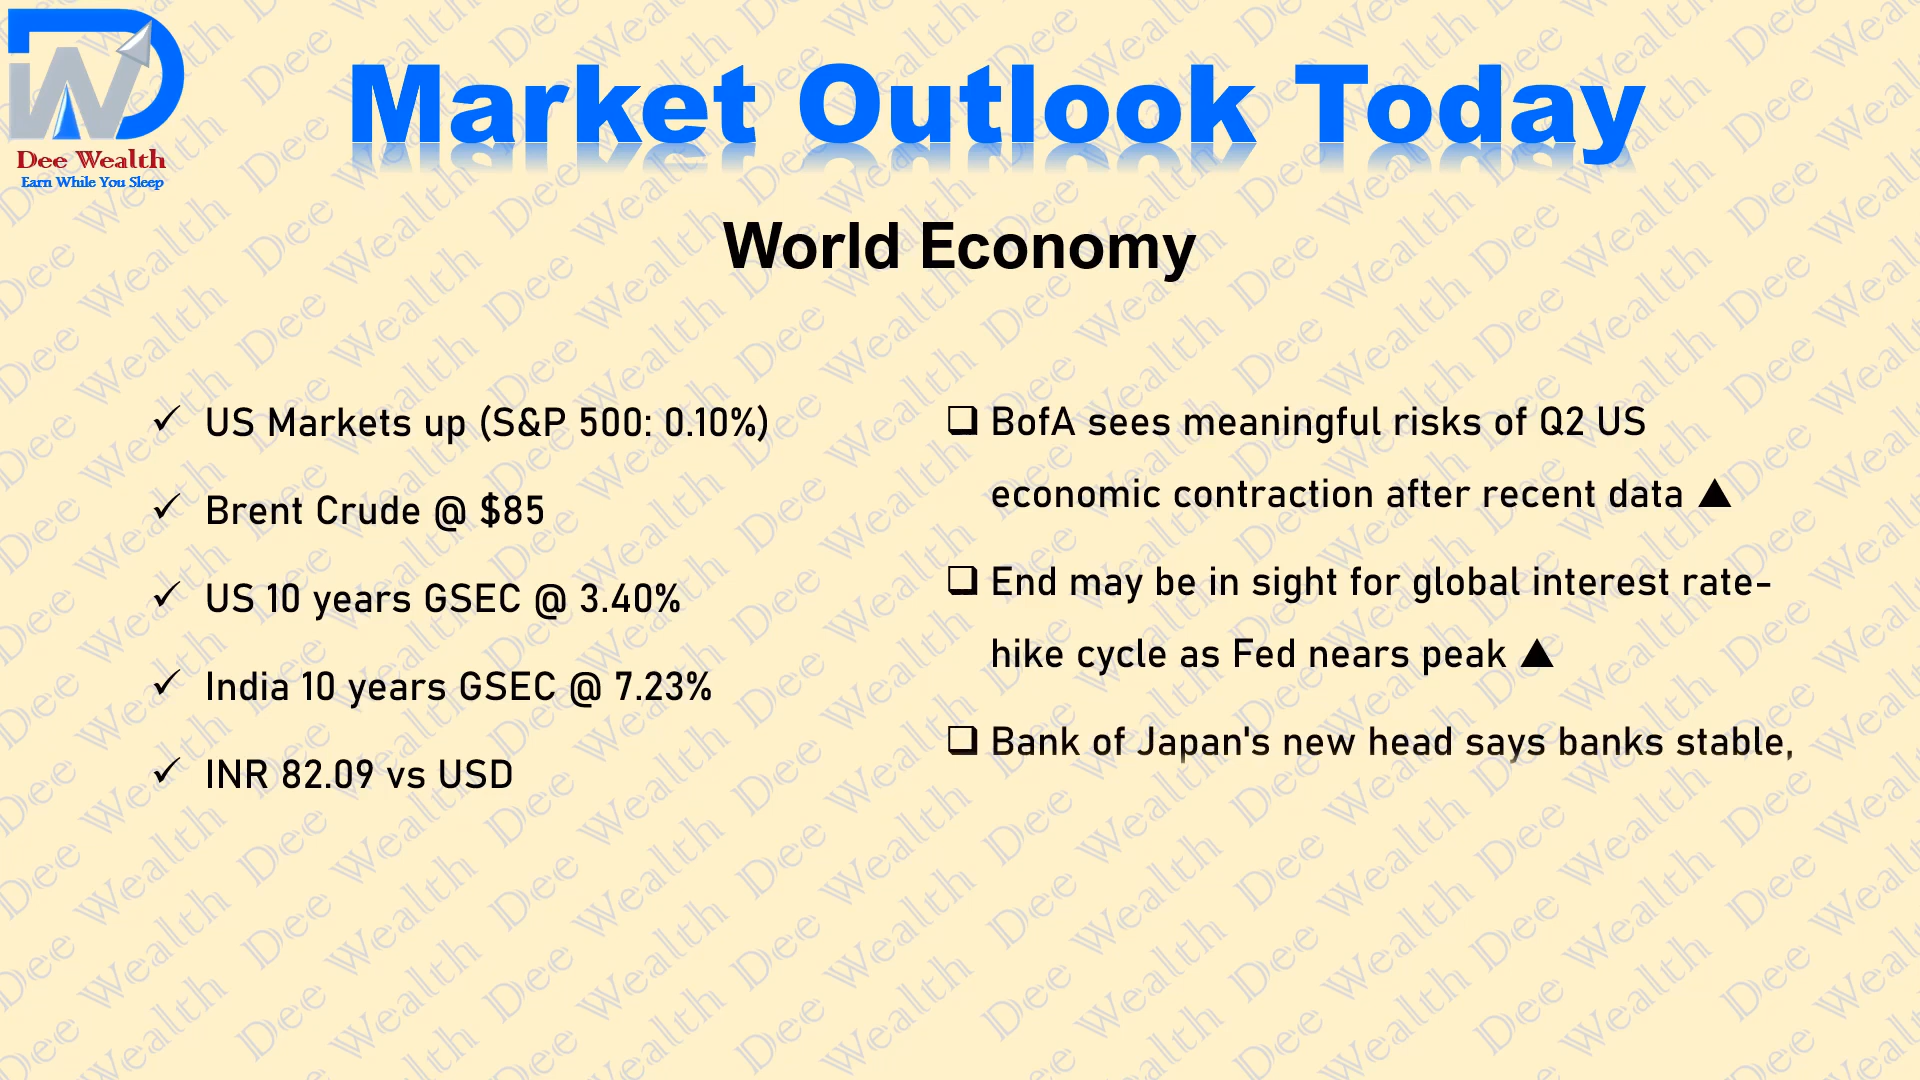 Dee Wealth
Earn While You Sleep
Market Outlook Today
World Economy
✓ US Markets up (S&P 500: 0.10%)
✓ Brent Crude @ $85
✓ US 10 years GSEC @ 3.40%
✓ India 10 years GSEC @ 7.23%
✓ INR 82.09 vs USD
❑ BofA sees meaningful risks of Q2 US
economic contraction after recent data ▲
❑ End may be in sight for global interest rate-
hike cycle as Fed nears peak ▲
❑ Bank of Japan's new head says banks stable,